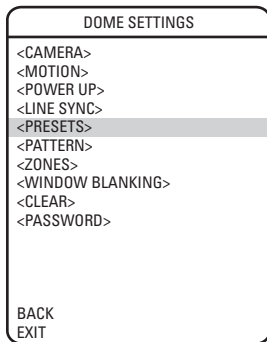 DOME SETTINGS
<CAMERA>
<MOTION>
<POWER UP>
<LINE SYNC>
<PRESETS>
<PATTERN>
<ZONES>
<WINDOW BLANKING>
<CLEAR>
<PASSWORD>
BACK
EXIT